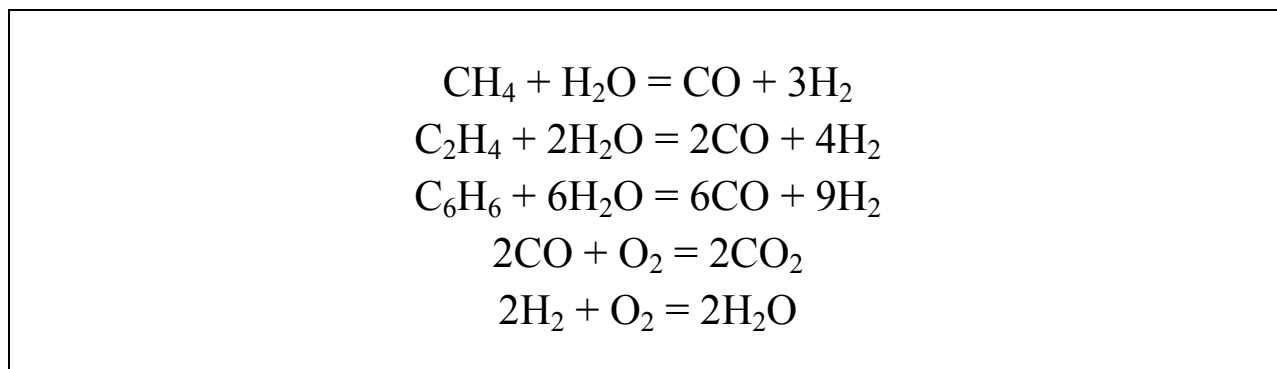 CH₄ + H₂O = CO + 3H₂
C₂H₄ + 2H₂O = 2CO + 4H₂
C₆H₆ + 6H₂O = 6CO + 9H₂
2CO + O₂ = 2CO₂
2H₂ + O₂ = 2H₂O